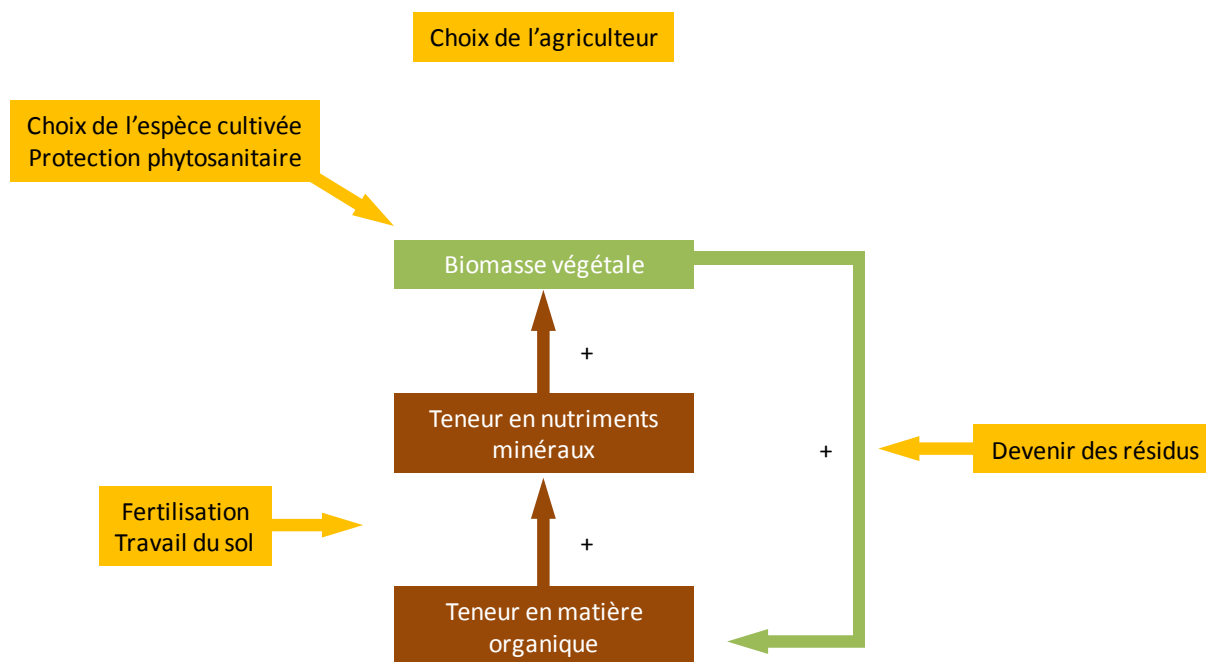 Choix de l’agriculteur
Choix de l’espèce cultivée
Protection phytosanitaire
Biomasse végétale
+
Teneur en nutriments
minéraux
+
Devenir des résidus
Fertilisation
Travail du sol
+
Teneur en matière
organique